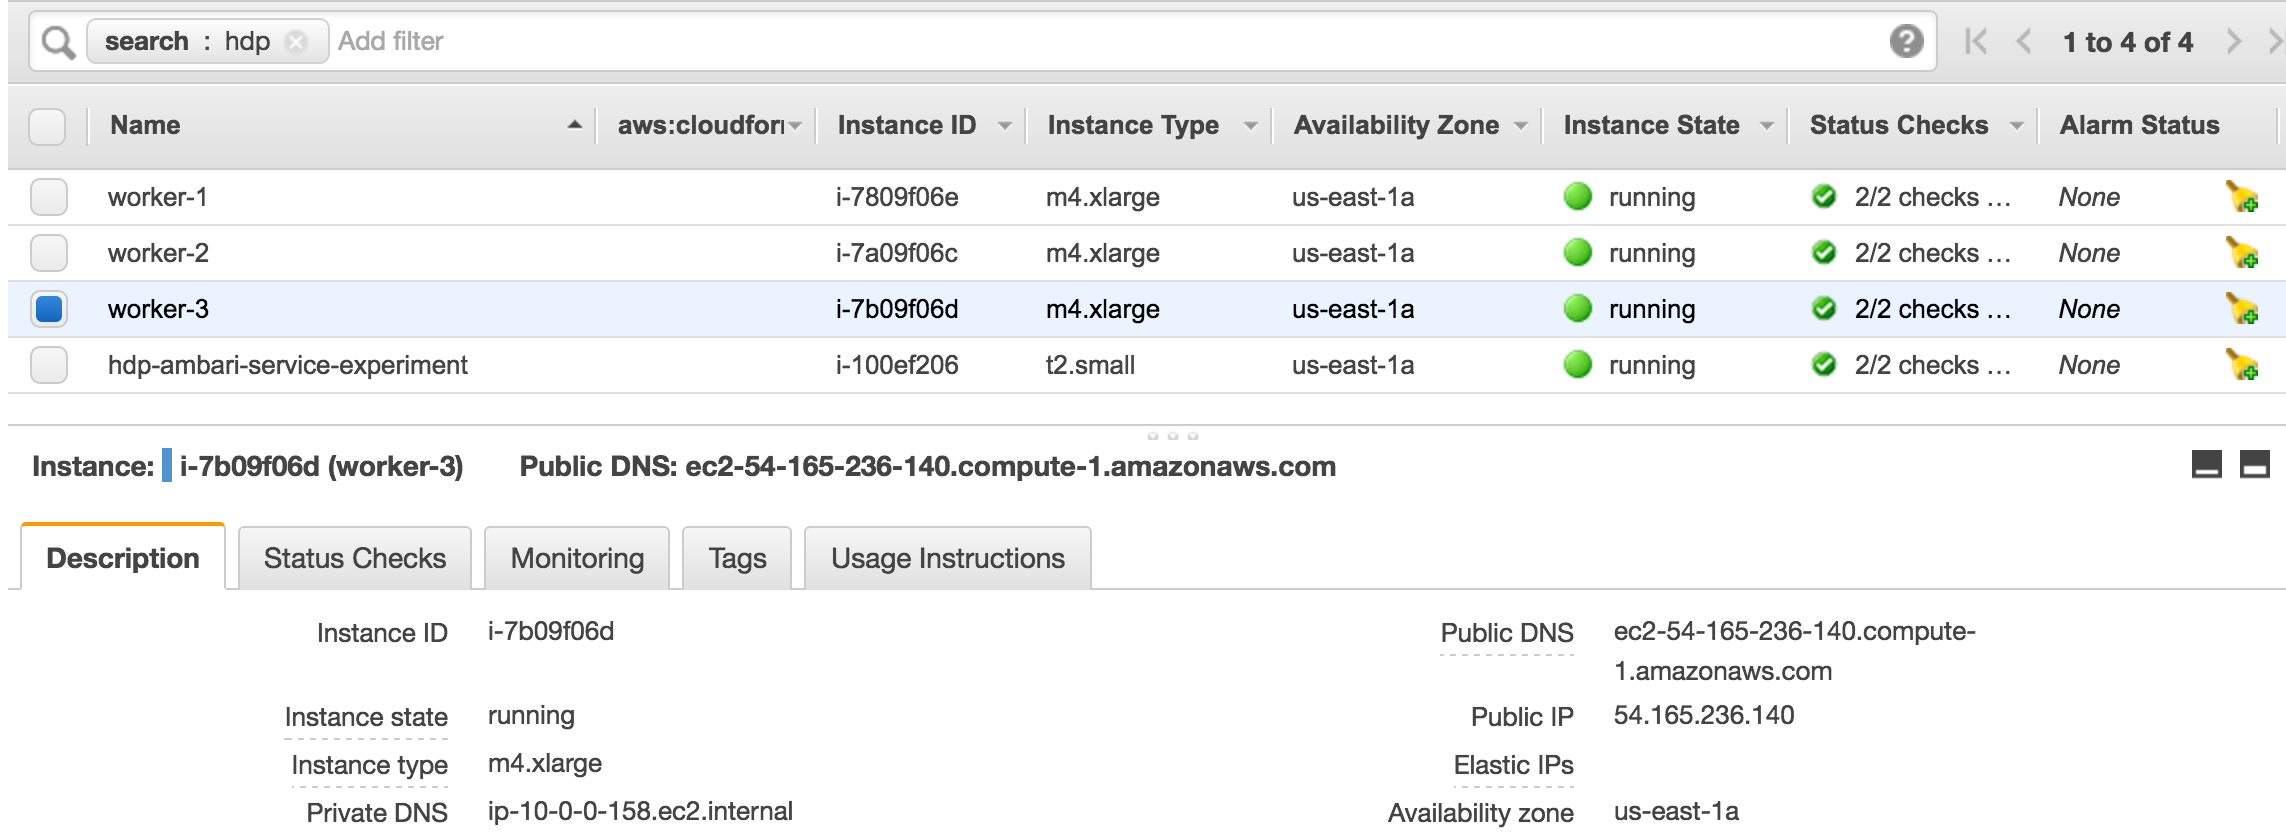 search : hdp Add filter 1 to 4 of 4
Name aws:cloudfor Instance ID Instance Type Availability Zone Instance State Status Checks Alarm Status
worker-1 i-7809f06e m4.xlarge us-east-1a running 2/2 checks ... None
worker-2 i-7a09f06c m4.xlarge us-east-1a running 2/2 checks ... None
worker-3 i-7b09f06d m4.xlarge us-east-1a running 2/2 checks ... None
hdp-ambari-service-experiment i-100ef206 t2.small us-east-1a running 2/2 checks ... None
Instance: i-7b09f06d (worker-3) Public DNS: ec2-54-165-236-140.compute-1.amazonaws.com
Description Status Checks Monitoring Tags Usage Instructions
Instance ID i-7b09f06d Public DNS ec2-54-165-236-140.compute-
1.amazonaws.com
Instance state running Public IP 54.165.236.140
Instance type m4.xlarge Elastic IPs
Private DNS ip-10-0-0-158.ec2.internal Availability zone us-east-1a